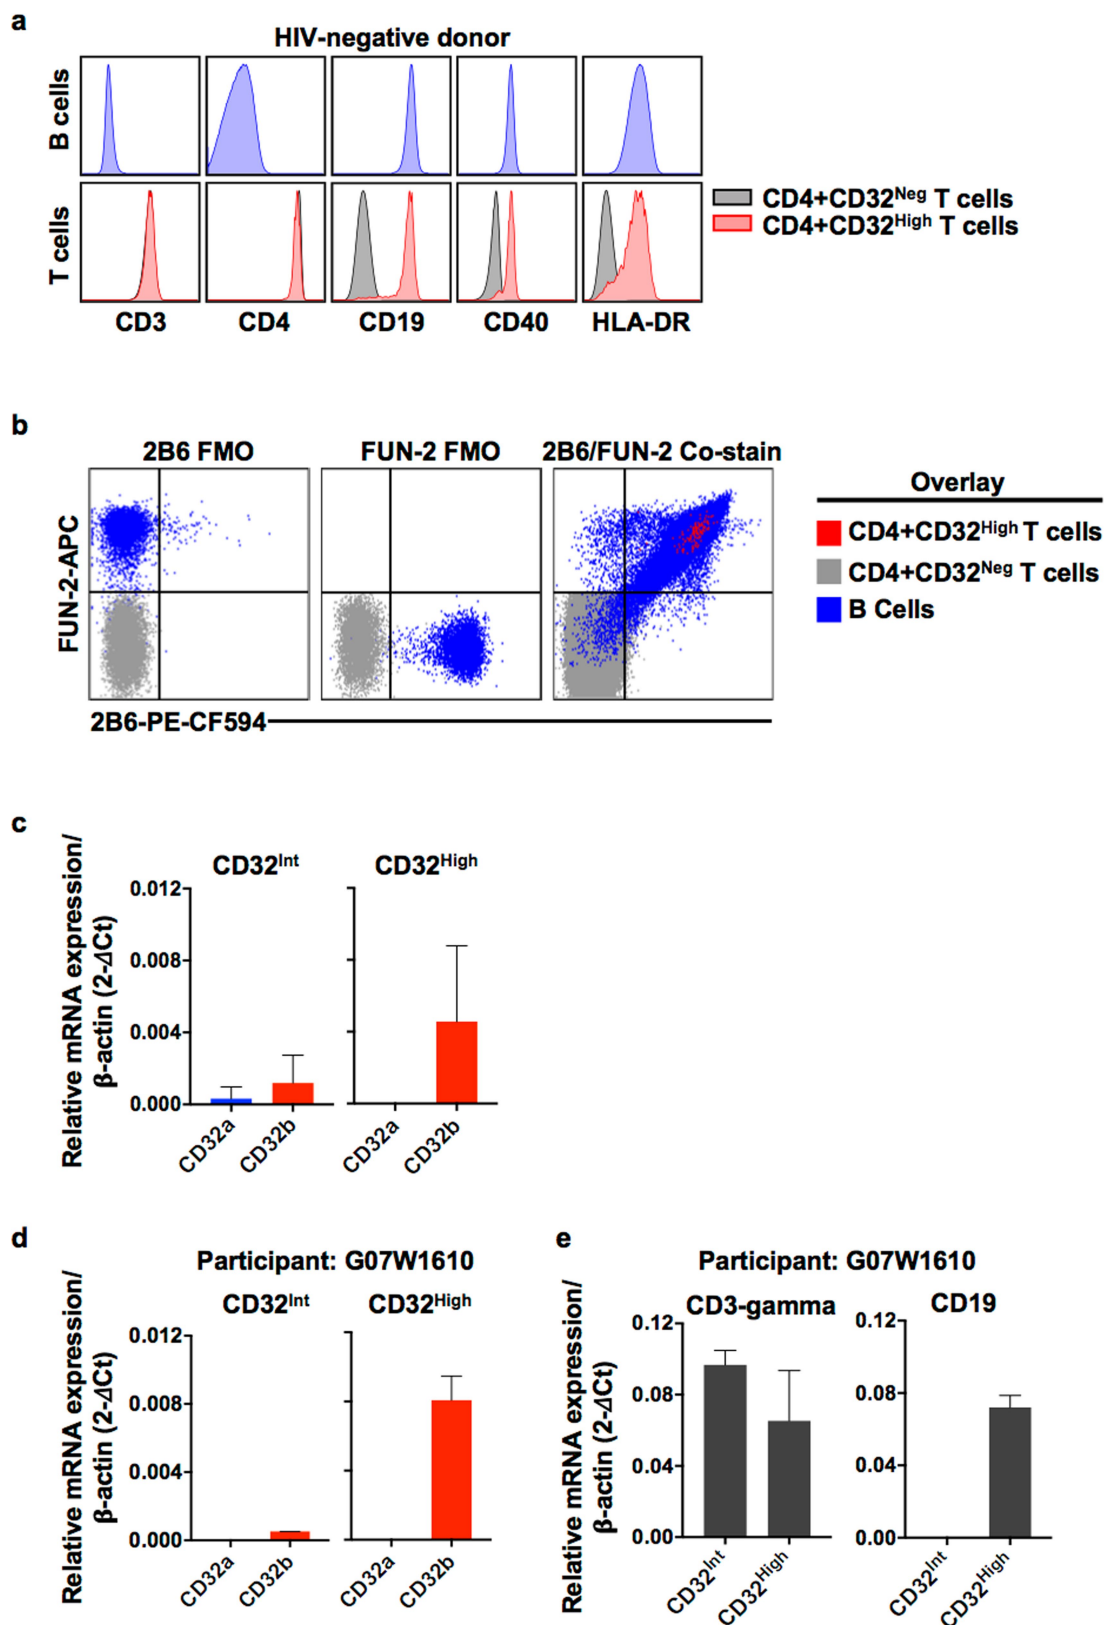 a
HIV-negative donor
B cells
T cells
CD4+CD32Neg T cells
CD4+CD32High T cells
CD3 CD4 CD19 CD40 HLA-DR
b
2B6 FMO FUN-2 FMO 2B6/FUN-2 Co-stain
FUN-2-APC
2B6-PE-CF594
Overlay
CD4+CD32High T cells
CD4+CD32Neg T cells
B Cells
c
Relative mRNA expression/
β-actin (2-ΔCt)
CD32Int CD32High
0.012
0.008
0.004
0.000
CD32a CD32b CD32a CD32b
d
Participant: G07W1610
Relative mRNA expression/
β-actin (2-ΔCt)
CD32Int CD32High
0.012
0.008
0.004
0.000
CD32a CD32b CD32a CD32b
e
Participant: G07W1610
Relative mRNA expression/
β-actin (2-ΔCt)
CD3-gamma CD19
0.12 0.12
0.08 0.08
0.04 0.04
0.00 0.00
CD32Int CD32High CD32Int CD32High